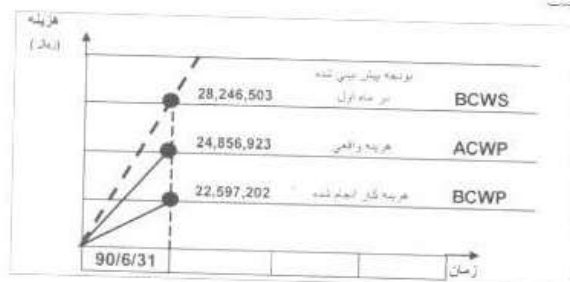 هزینه
(ریال)
بودجه پیش بینی شده
28,246,503 در ماه اول BCWS
24,856,923 هزینه واقعی ACWP
22,597,202 هزینه کار انجام شده BCWP
90/6/31
زمان